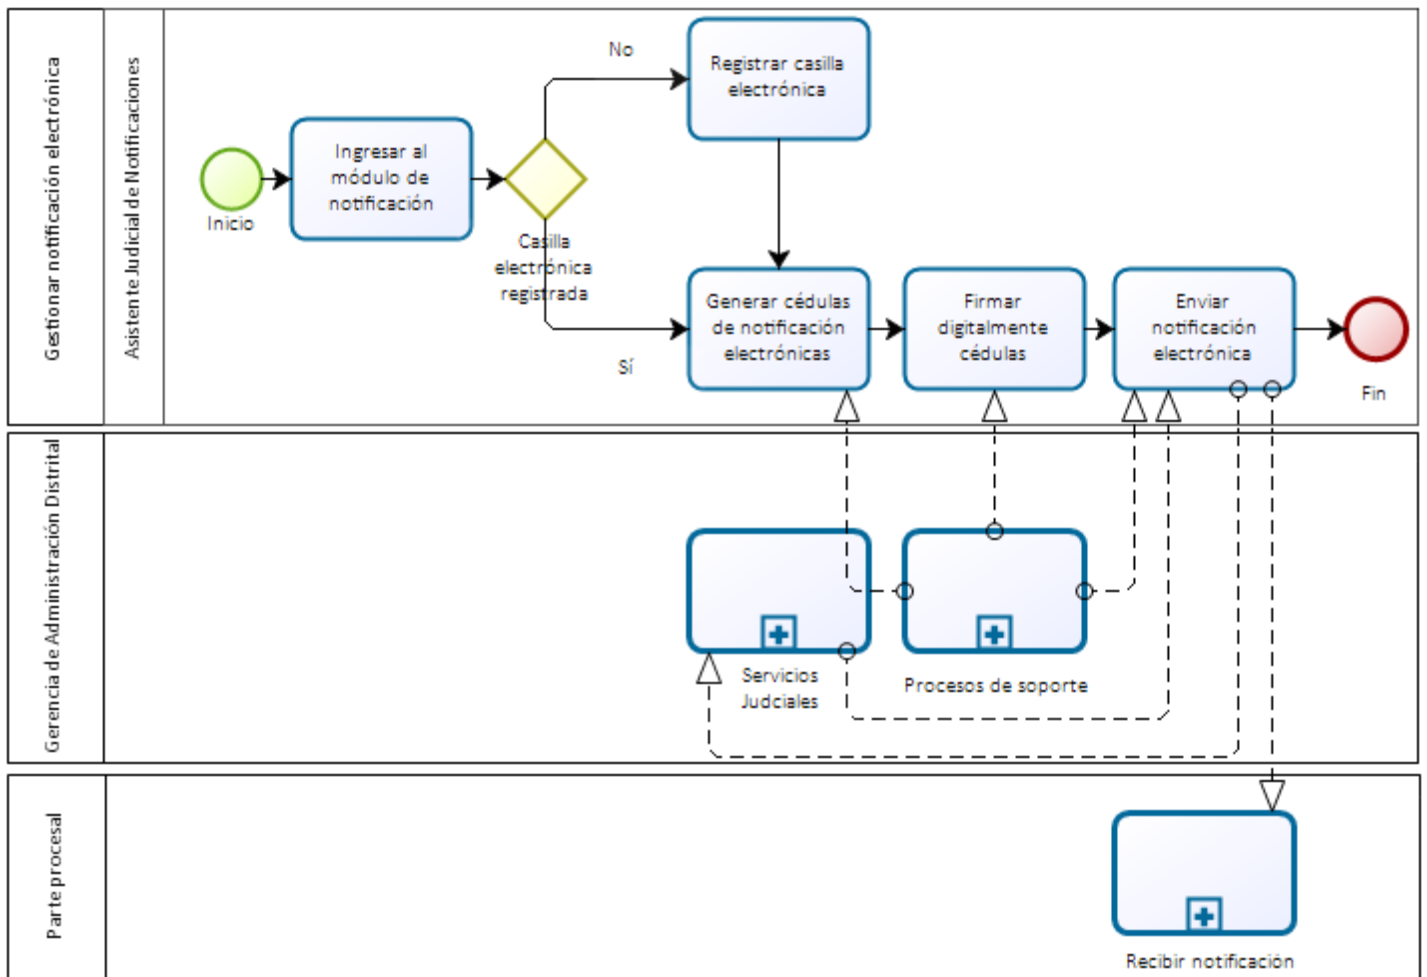 Gestionar notificación electrónica
Asistente Judicial de Notificaciones
Inicio
Ingresar al
módulo de
notificación
Casilla
electrónica
registrada
No
Sí
Registrar casilla
electrónica
Generar cédulas
de notificación
electrónicas
Firmar
digitalmente
cédulas
Enviar
notificación
electrónica
Fin
Gerencia de Administración Distrital
Servicios
Judciales
Procesos de soporte
Parte procesal
Recibir notificación